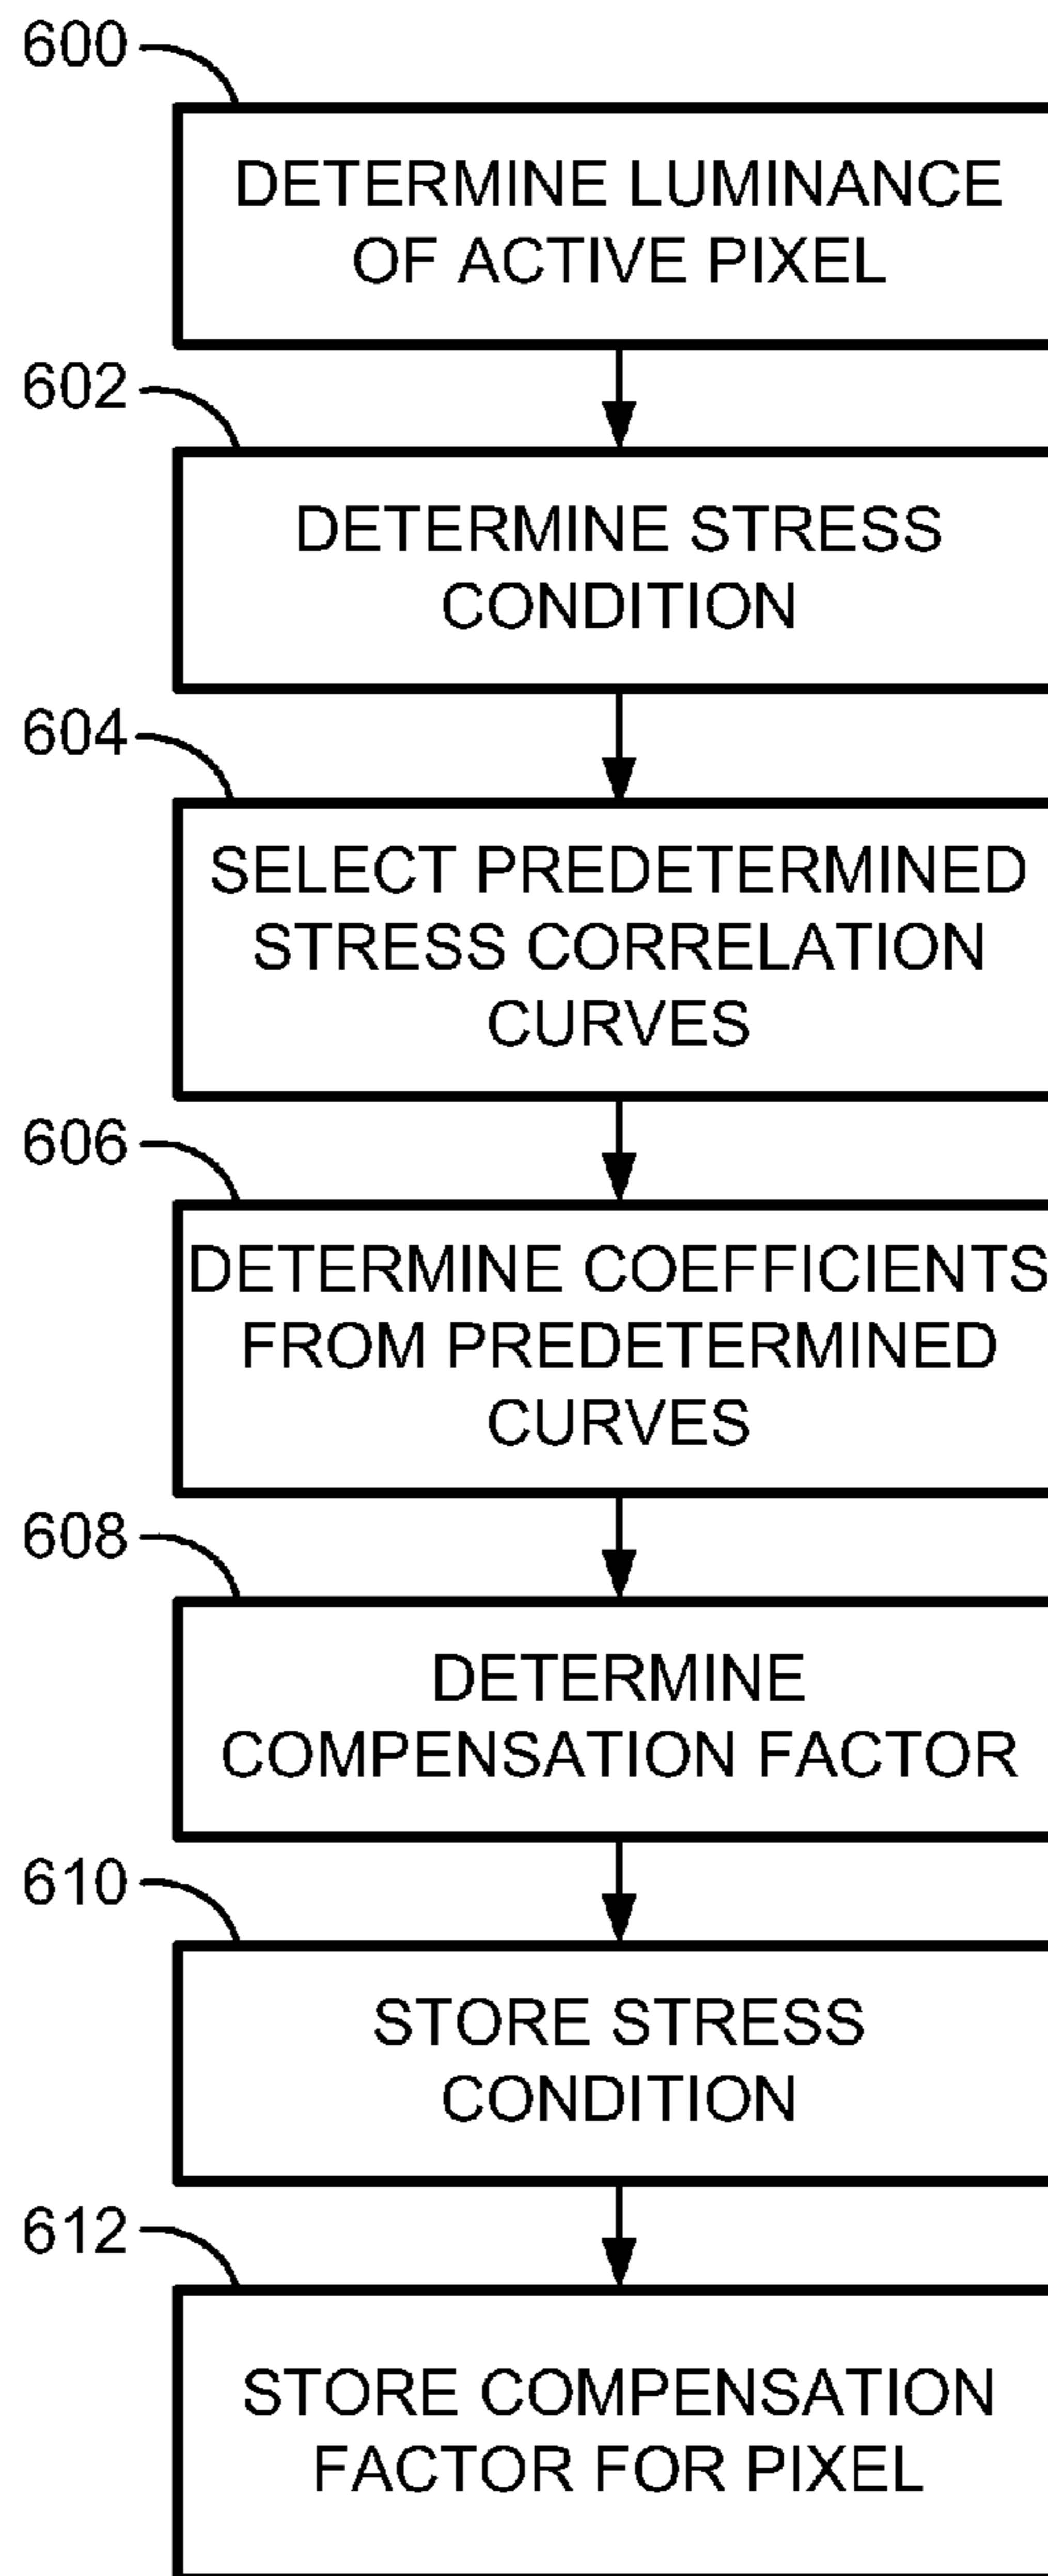 600
DETERMINE LUMINANCE
OF ACTIVE PIXEL
602
DETERMINE STRESS
CONDITION
604
SELECT PREDETERMINED
STRESS CORRELATION
CURVES
606
DETERMINE COEFFICIENTS
FROM PREDETERMINED
CURVES
608
DETERMINE
COMPENSATION FACTOR
610
STORE STRESS
CONDITION
612
STORE COMPENSATION
FACTOR FOR PIXEL